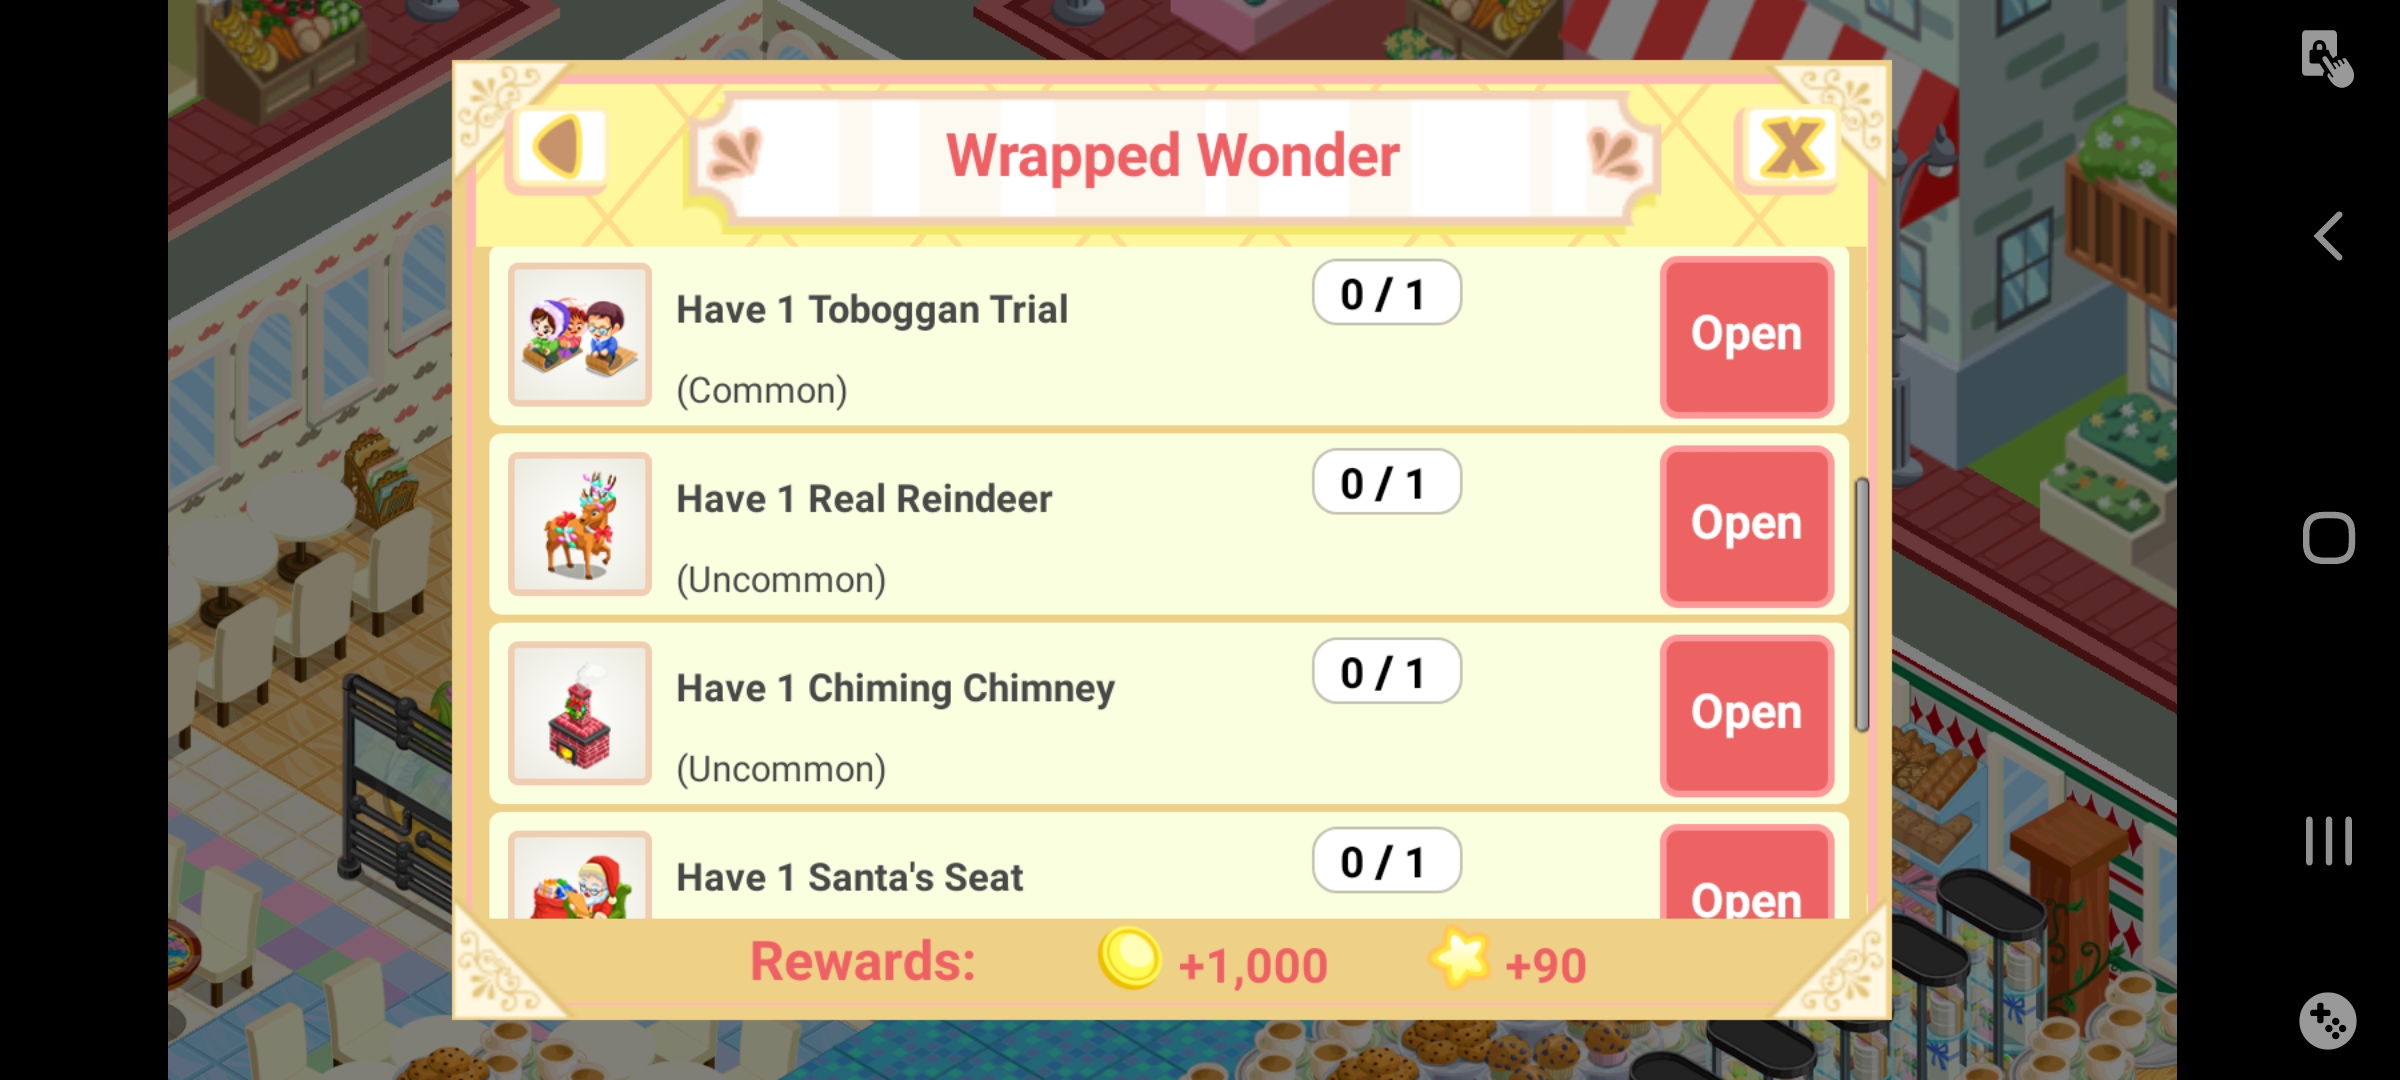 Wrapped Wonder
Have 1 Toboggan Trial
0 / 1
Open
(Common)
Have 1 Real Reindeer
0 / 1
Open
(Uncommon)
Have 1 Chiming Chimney
0 / 1
Open
(Uncommon)
Have 1 Santa's Seat
0 / 1
Open
Rewards: +1,000 +90